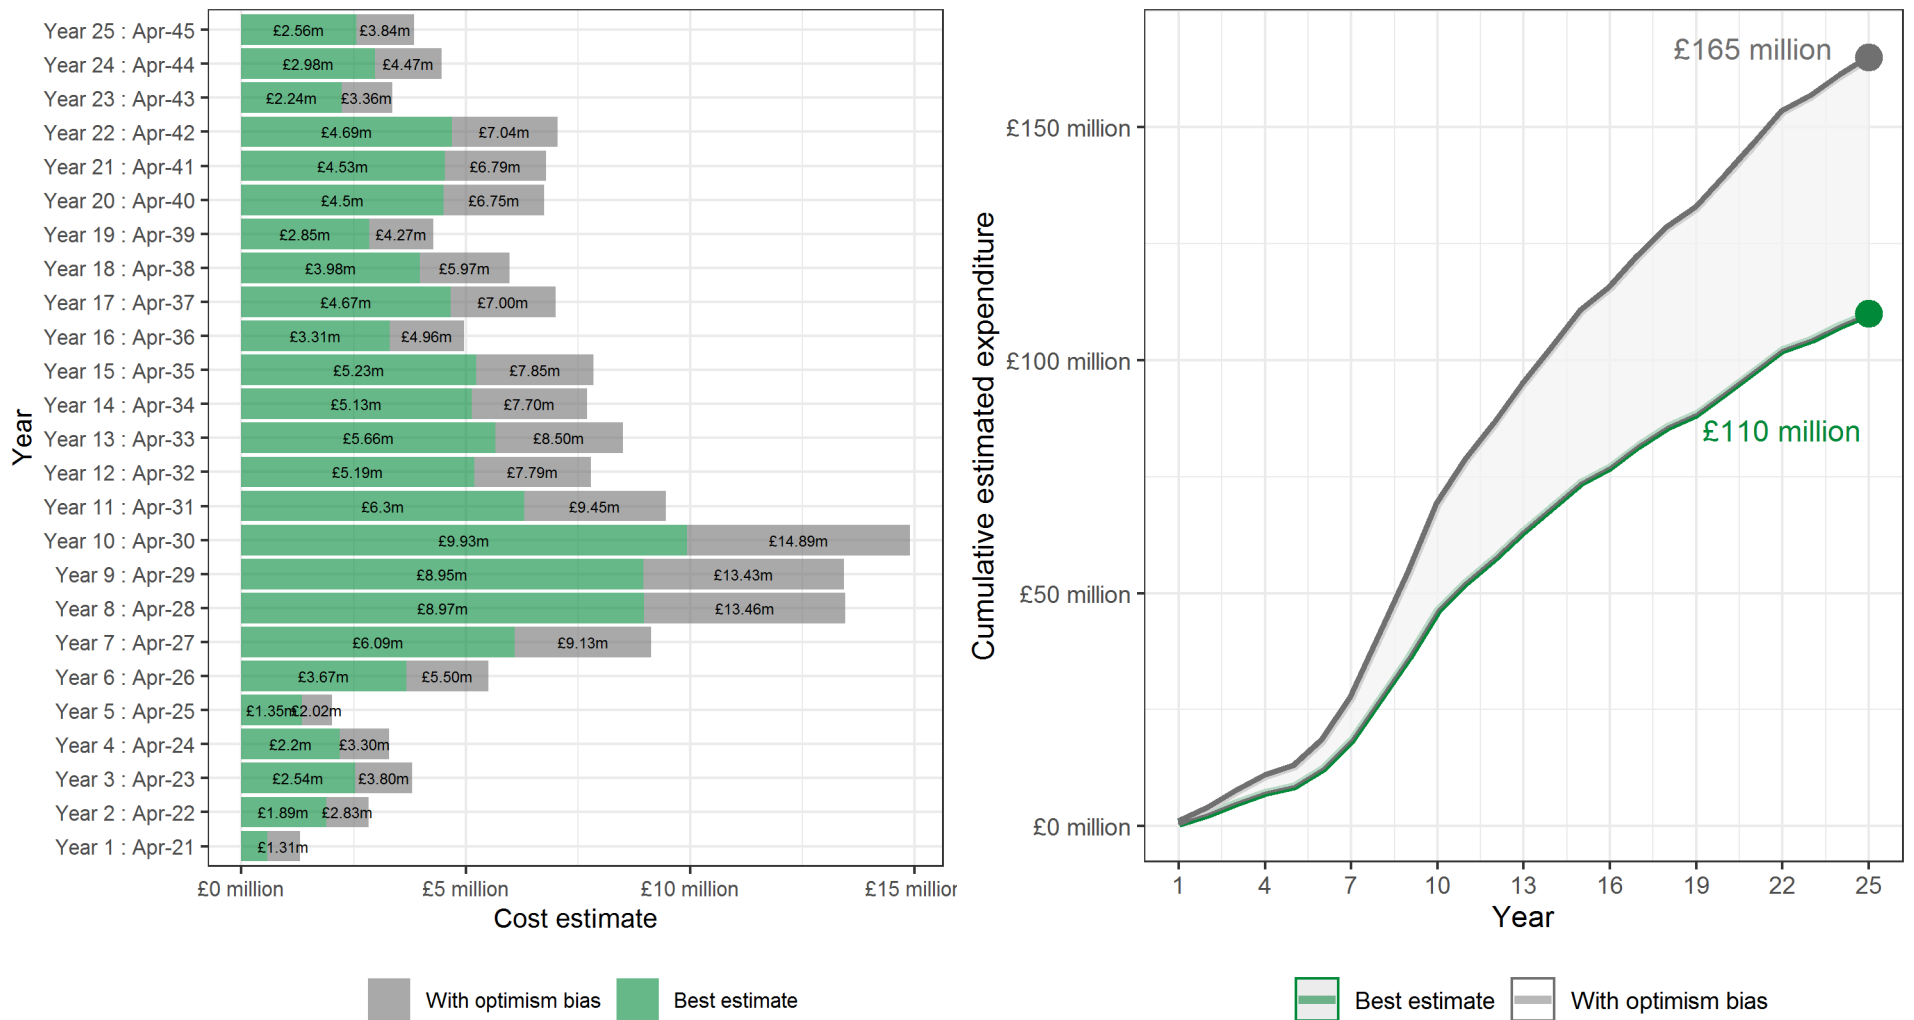 Year 25 : Apr-45 £2.56m £3.84m
Year 24 : Apr-44 £2.98m £4.47m
Year 23 : Apr-43 £2.24m £3.36m
Year 22 : Apr-42 £4.69m £7.04m
Year 21 : Apr-41 £4.53m £6.79m
Year 20 : Apr-40 £4.5m £6.75m
Year 19 : Apr-39 £2.85m £4.27m
Year 18 : Apr-38 £3.98m £5.97m
Year 17 : Apr-37 £4.67m £7.00m
Year 16 : Apr-36 £3.31m £4.96m
Year 15 : Apr-35 £5.23m £7.85m
Year 14 : Apr-34 £5.13m £7.70m
Year 13 : Apr-33 £5.66m £8.50m
Year 12 : Apr-32 £5.19m £7.79m
Year 11 : Apr-31 £6.3m £9.45m
Year 10 : Apr-30 £9.93m £14.89m
Year 9 : Apr-29 £8.95m £13.43m
Year 8 : Apr-28 £8.97m £13.46m
Year 7 : Apr-27 £6.09m £9.13m
Year 6 : Apr-26 £3.67m £5.50m
Year 5 : Apr-25 £1.35m £2.02m
Year 4 : Apr-24 £2.2m £3.30m
Year 3 : Apr-23 £2.54m £3.80m
Year 2 : Apr-22 £1.89m £2.83m
Year 1 : Apr-21 £1.31m
Year
£0 million £5 million £10 million £15 million
Cost estimate
With optimism bias Best estimate
Cumulative estimated expenditure
£150 million
£100 million
£50 million
£0 million
£165 million
£110 million
1 4 7 10 13 16 19 22 25
Year
Best estimate With optimism bias